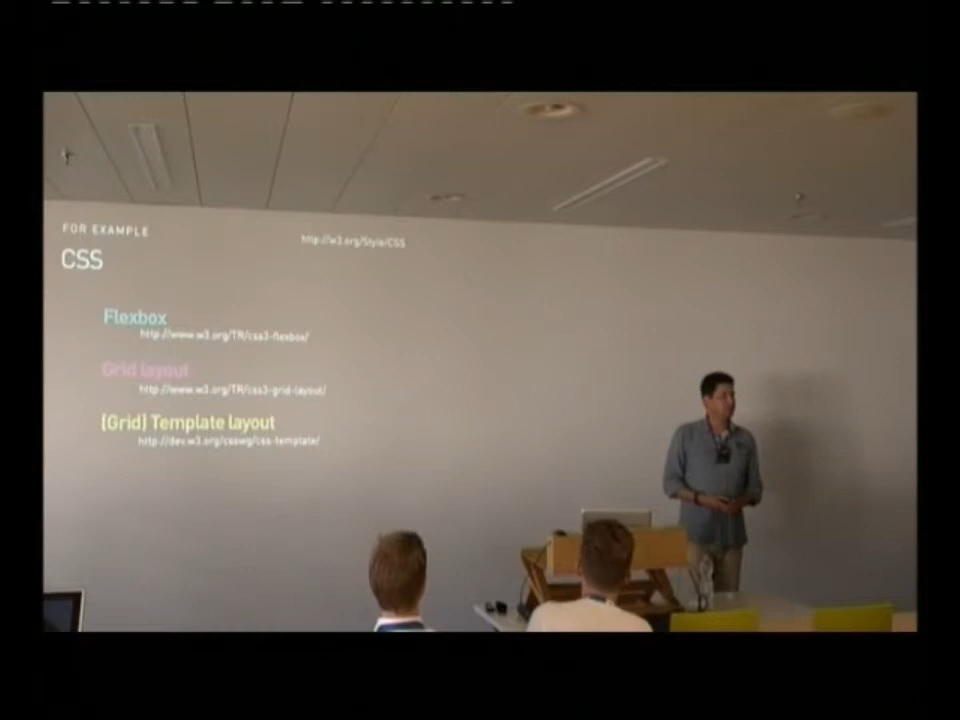 FOR EXAMPLE
http://w3.org/Style/CSS
CSS
Flexbox
http://www.w3.org/TR/css3-flexbox/
Grid layout
http://www.w3.org/TR/css3-grid-layout/
(Grid) Template layout
http://dev.w3.org/csswg/css-template/